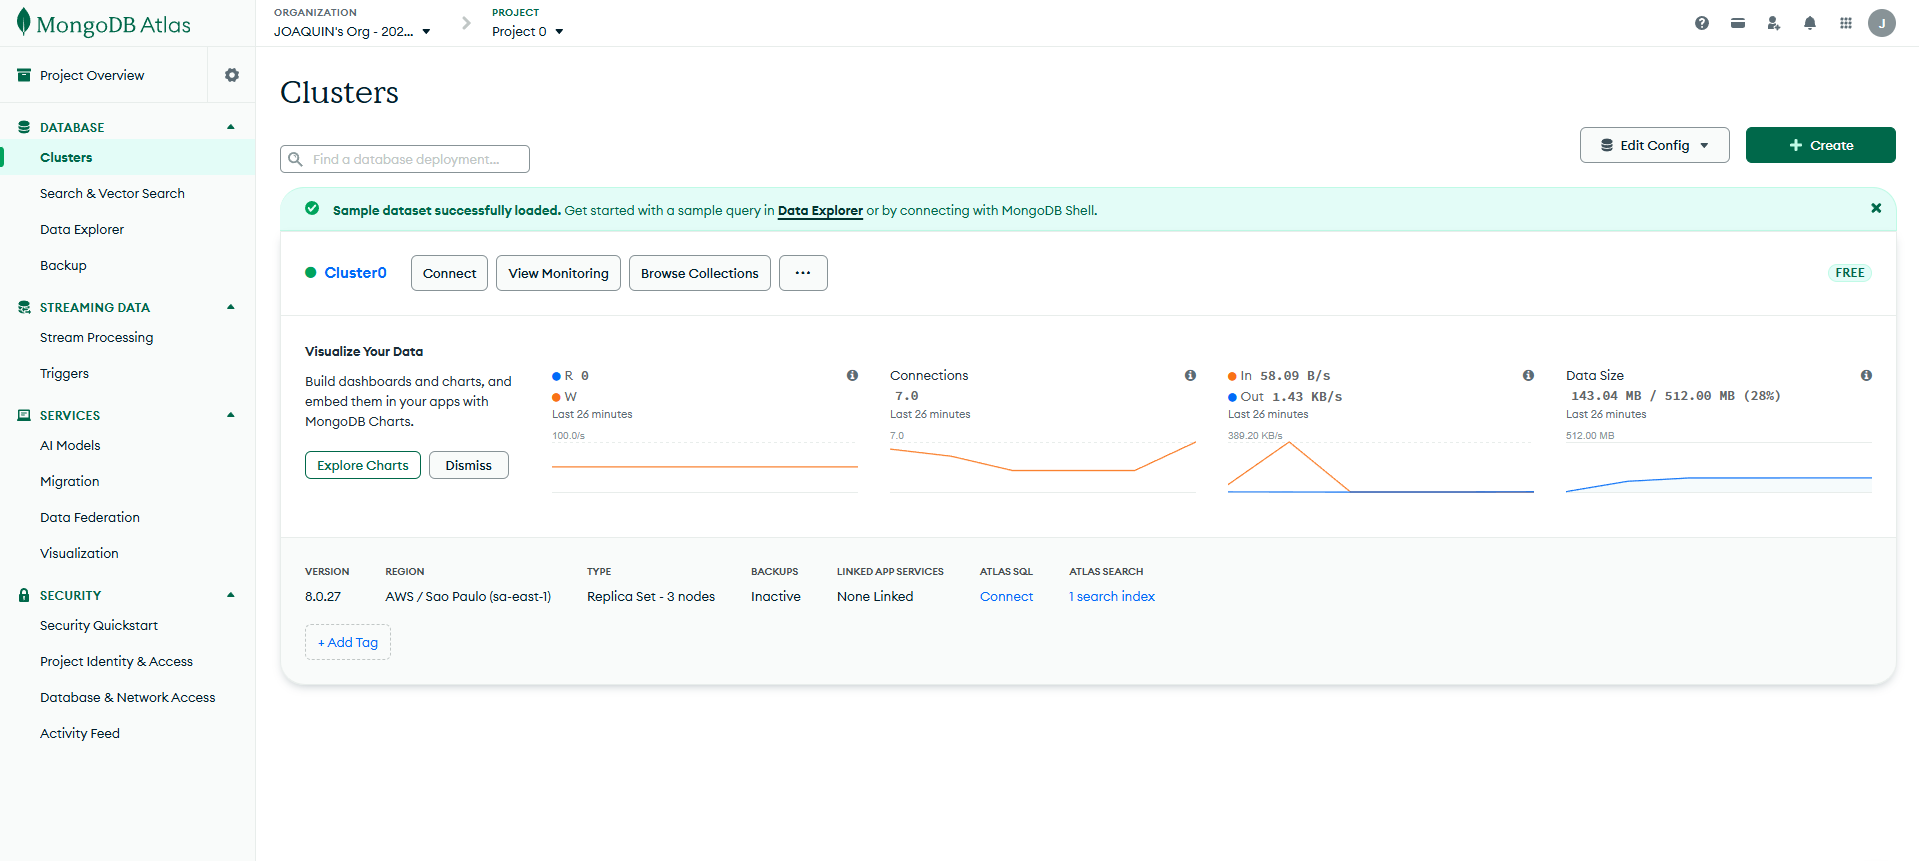 MongoDB Atlas
ORGANIZATION
JOAQUIN's Org - 202...
PROJECT
Project 0
J
Project Overview
DATABASE
Clusters
Search & Vector Search
Data Explorer
Backup
STREAMING DATA
Stream Processing
Triggers
SERVICES
AI Models
Migration
Data Federation
Visualization
SECURITY
Security Quickstart
Project Identity & Access
Database & Network Access
Activity Feed
Clusters
Find a database deployment...
Edit Config
+ Create
Sample dataset successfully loaded. Get started with a sample query in Data Explorer or by connecting with MongoDB Shell.
Cluster0
Connect
View Monitoring
Browse Collections
...
FREE
Visualize Your Data
Build dashboards and charts, and
embed them in your apps with
MongoDB Charts.
Explore Charts
Dismiss
R 0
W
Last 26 minutes
100.0/s
Connections
7.0
Last 26 minutes
7.0
In 58.09 B/s
Out 1.43 KB/s
Last 26 minutes
389.20 KB/s
Data Size
143.04 MB / 512.00 MB (28%)
Last 26 minutes
512.00 MB
VERSION
8.0.27
REGION
AWS / Sao Paulo (sa-east-1)
TYPE
Replica Set - 3 nodes
BACKUPS
Inactive
LINKED APP SERVICES
None Linked
ATLAS SQL
Connect
ATLAS SEARCH
1 search index
+ Add Tag